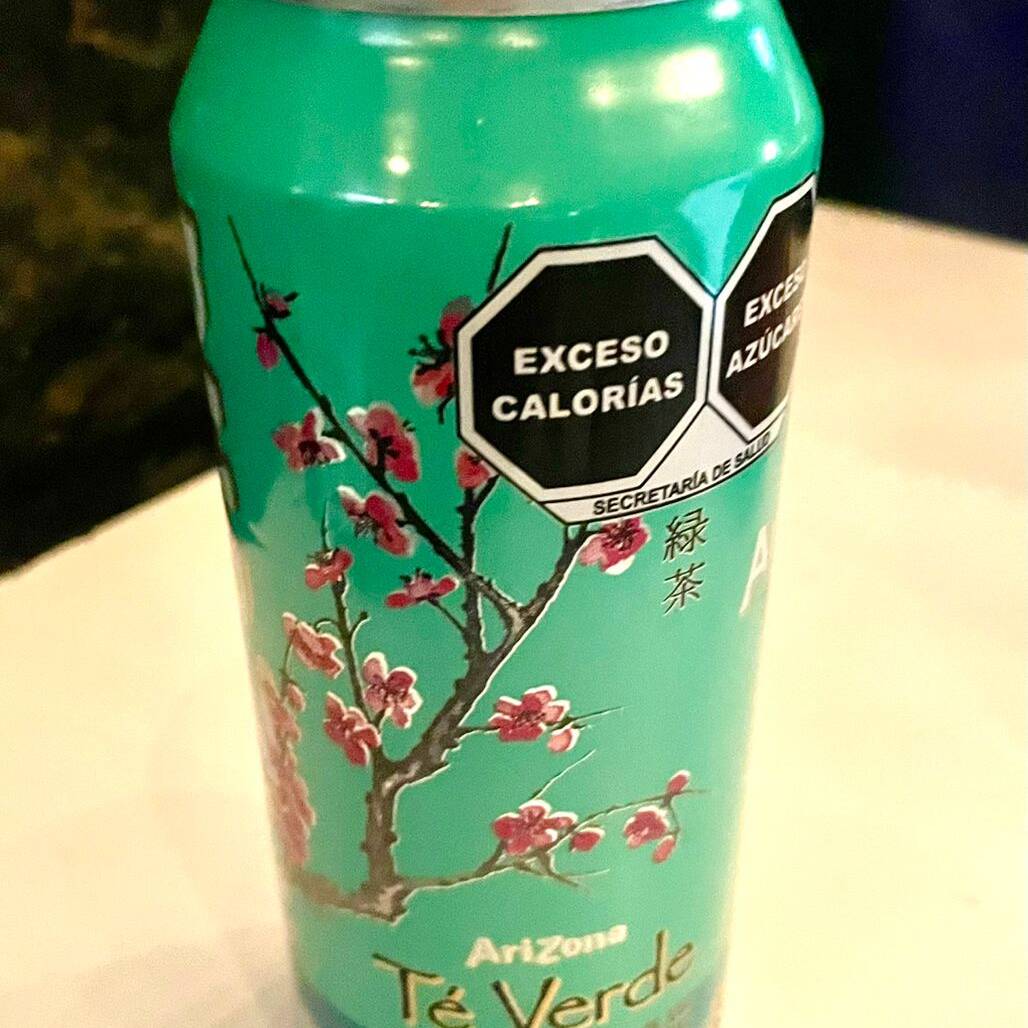 EXCESO
CALORÍAS
EXCESO
SECRETARÍA DE SALUD
緑
茶
AriZona
Té Verde